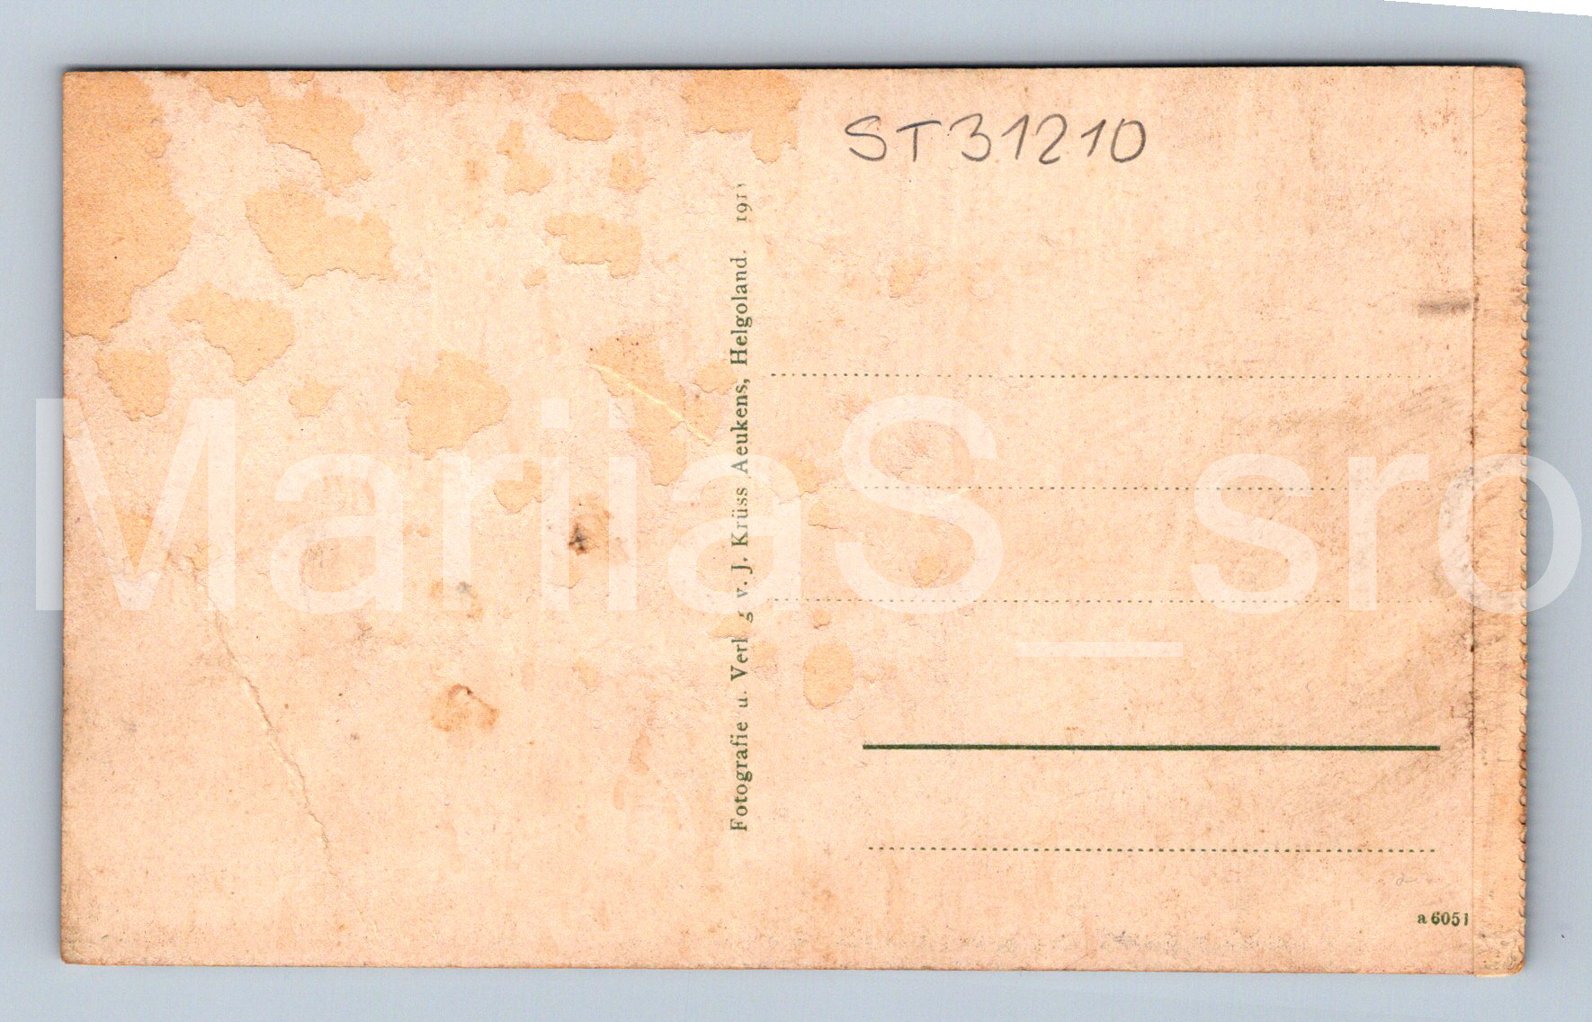 ST31210
Fotografie u. Verl g v. J. Krüss Aeukens, Helgoland.
MariiaS_sro
a 6051